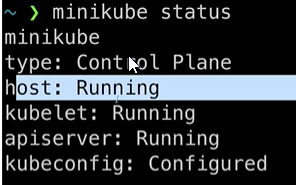 ~ ❯ minikube status
minikube
type: Control Plane
host: Running
kubelet: Running
apiserver: Running
kubeconfig: Configured